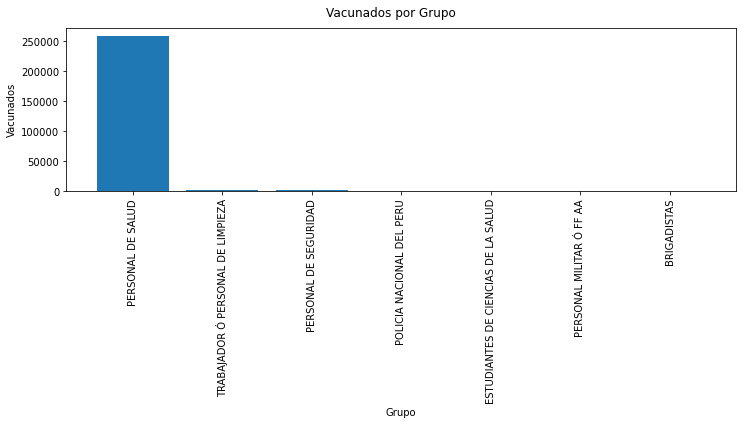 Vacunados por Grupo
Vacunados
250000
200000
150000
100000
50000
0
PERSONAL DE SALUD
TRABAJADOR Ó PERSONAL DE LIMPIEZA
PERSONAL DE SEGURIDAD
POLICIA NACIONAL DEL PERU
ESTUDIANTES DE CIENCIAS DE LA SALUD
PERSONAL MILITAR Ó FF AA
BRIGADISTAS
Grupo